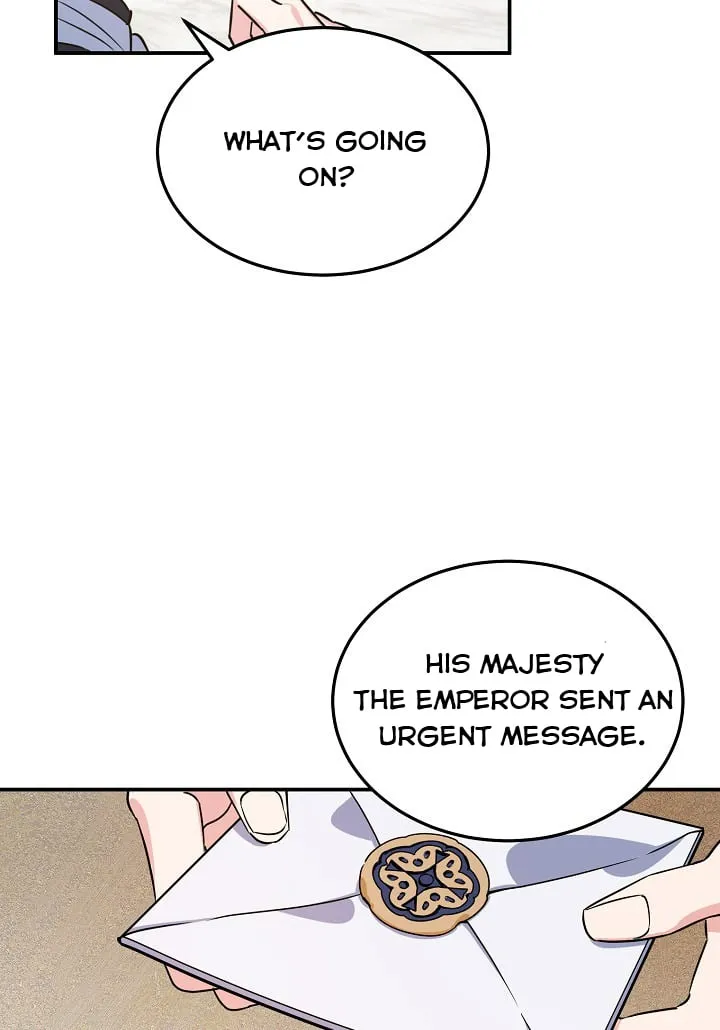 WHAT'S GOING
ON?
HIS MAJESTY
THE EMPEROR SENT AN
URGENT MESSAGE.